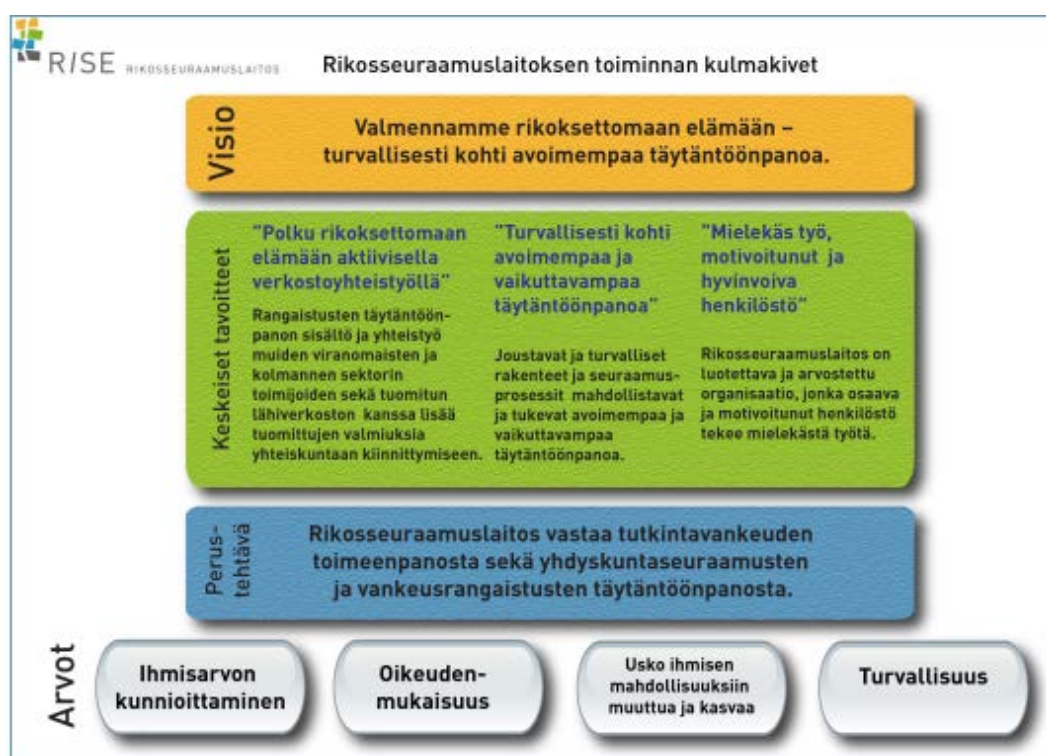 RISE RIKOSSEURAAMUSLAITOS
Rikosseuraamuslaitoksen toiminnan kulmakivet
Visio
Valmennamme rikoksettomaan elämään –
turvallisesti kohti avoimempaa täytäntöönpanoa.
Keskeiset tavoitteet
"Polku rikoksettomaan
elämään aktiivisella
verkostoyhteistyöllä"
Rangaistusten täytäntöön-
panon sisältö ja yhteistyö
muiden viranomaisten ja
kolmannen sektorin
toimijoiden sekä tuomitun
lähiverkoston kanssa lisää
tuomittujen valmiuksia
yhteiskuntaan kiinnittymiseen.
"Turvallisesti kohti
avoimempaa ja
vaikuttavampaa
täytäntöönpanoa"
Joustavat ja turvalliset
rakenteet ja seuraamus-
prosessit mahdollistavat
ja tukevat avoimempaa ja
vaikuttavampaa
täytäntöönpanoa.
"Mielekäs työ,
motivoitunut ja
hyvinvoiva
henkilöstö"
Rikosseuraamuslaitos on
luotettava ja arvostettu
organisaatio, jonka osaava
ja motivoitunut henkilöstö
tekee mielekästä työtä.
Perus-
tehtävä
Rikosseuraamuslaitos vastaa tutkintavankeuden
toimeenpanosta sekä yhdyskuntaseuraamusten
ja vankeusrangaistusten täytäntöönpanosta.
Arvot
Ihmisarvon
kunnioittaminen
Oikeuden-
mukaisuus
Usko ihmisen
mahdollisuuksiin
muuttua ja kasvaa
Turvallisuus